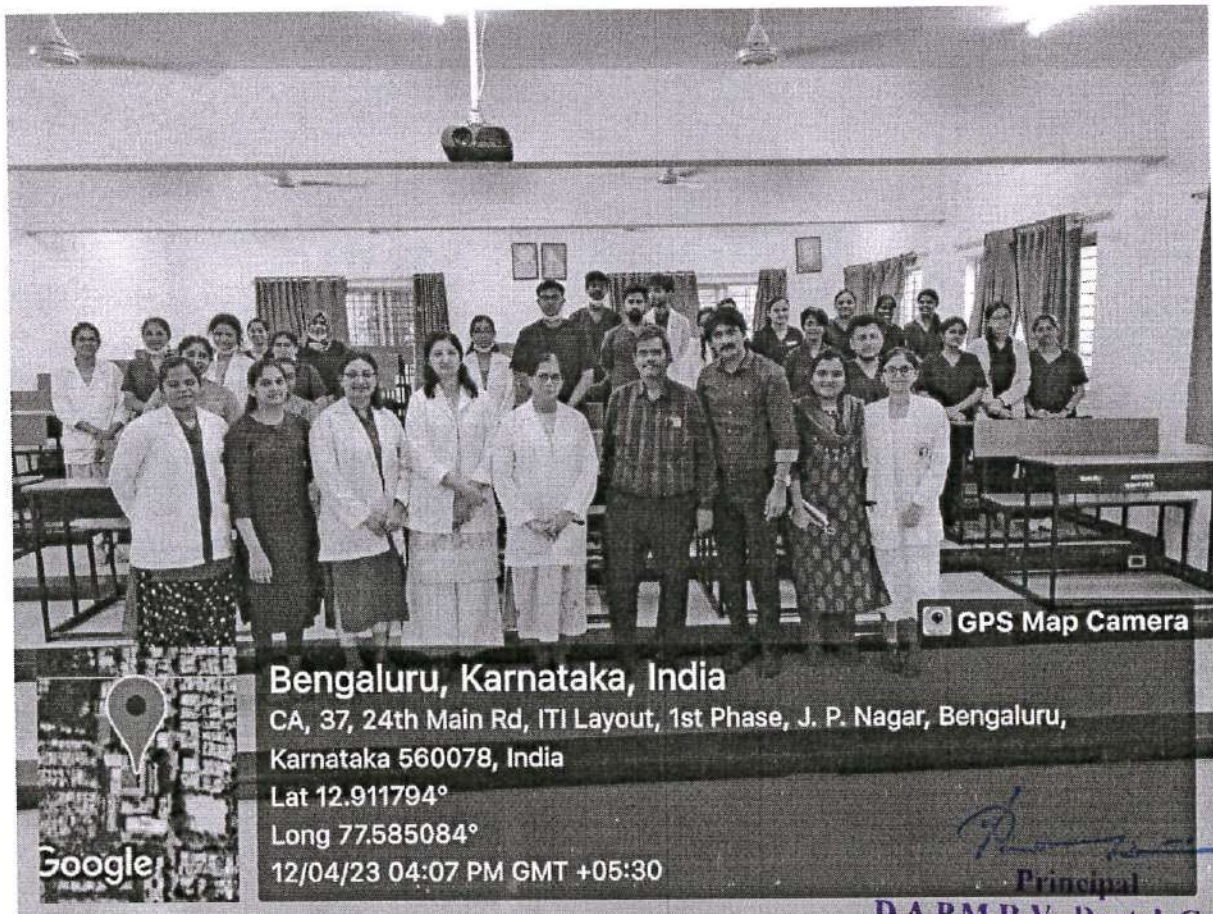 GPS Map Camera
Bengaluru, Karnataka, India
CA, 37, 24th Main Rd, ITI Layout, 1st Phase, J. P. Nagar, Bengaluru,
Karnataka 560078, India
Lat 12.911794°
Long 77.585084°
12/04/23 04:07 PM GMT +05:30
Google
Principal